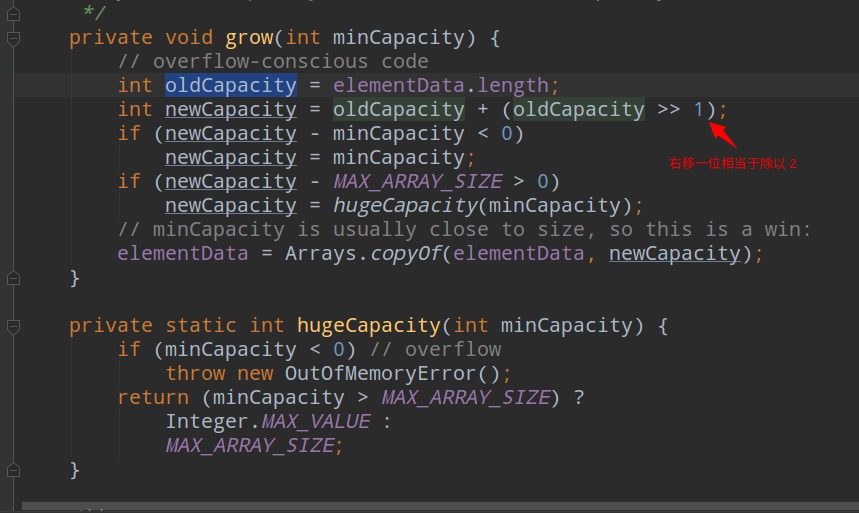 */
private void grow(int minCapacity) {
// overflow-conscious code
int oldCapacity = elementData.length;
int newCapacity = oldCapacity + (oldCapacity >> 1);
if (newCapacity - minCapacity < 0)
newCapacity = minCapacity;
右移一位相当于除以 2
if (newCapacity - MAX_ARRAY_SIZE > 0)
newCapacity = hugeCapacity(minCapacity);
// minCapacity is usually close to size, so this is a win:
elementData = Arrays.copyOf(elementData, newCapacity);
}
private static int hugeCapacity(int minCapacity) {
if (minCapacity < 0) // overflow
throw new OutOfMemoryError();
return (minCapacity > MAX_ARRAY_SIZE) ?
Integer.MAX_VALUE :
MAX_ARRAY_SIZE;
}